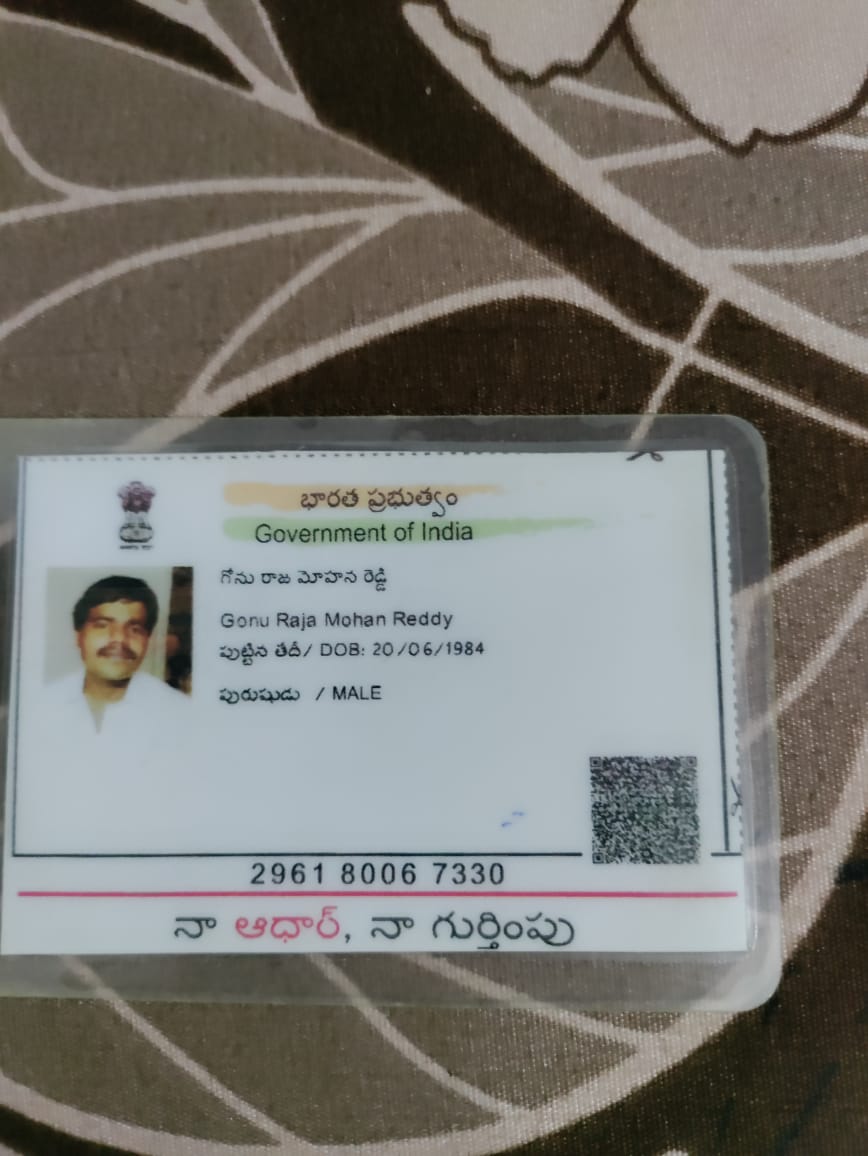 భారత ప్రభుత్వం
Government of India
గోను రాజ మోహన రెడ్డి
Gonu Raja Mohan Reddy
పుట్టిన తేదీ/ DOB: 20/06/1984
పురుషుడు / MALE
2961 8006 7330
నా ఆధార్, నా గుర్తింపు